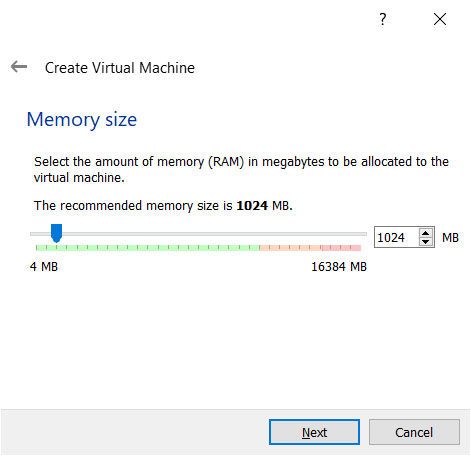 ?
Create Virtual Machine
Memory size
Select the amount of memory (RAM) in megabytes to be allocated to the
virtual machine.
The recommended memory size is 1024 MB.
1024 MB
4 MB 16384 MB
Next Cancel